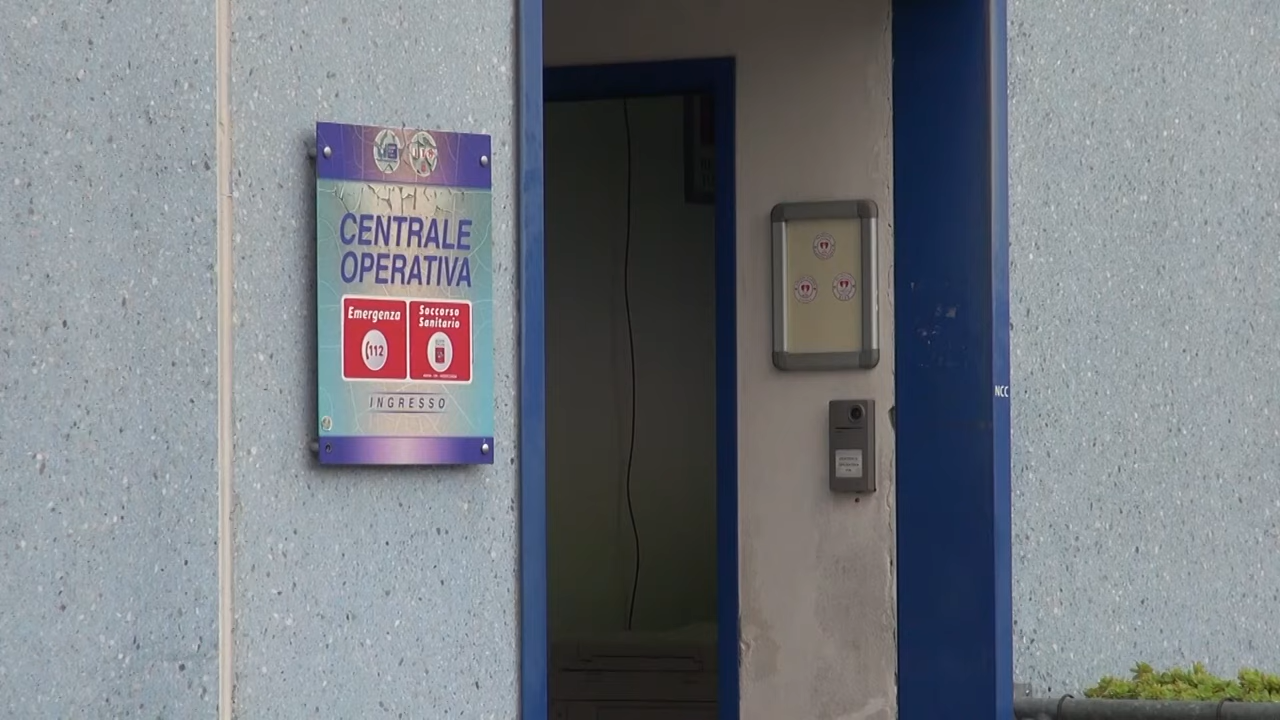 CENTRALE
OPERATIVA
Emergenza
112
Soccorso
Sanitario
INGRESSO
NCC